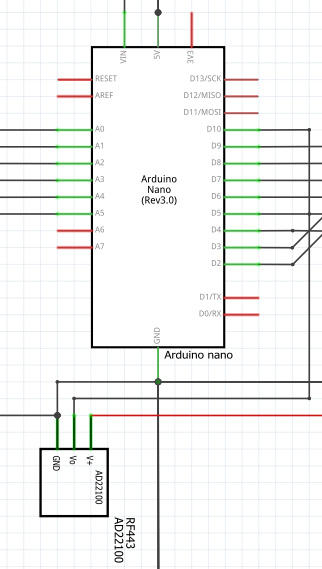 VIN
5V
3V3
RESET
AREF
D13/SCK
D12/MISO
D11/MOSI
A0
A1
A2
A3
A4
A5
A6
A7
D10
D9
D8
D7
D6
D5
D4
D3
D2
D1/TX
D0/RX
Arduino
Nano
(Rev3.0)
GND
Arduino nano
GND
Vo
V+
AD22100
RF443
AD22100